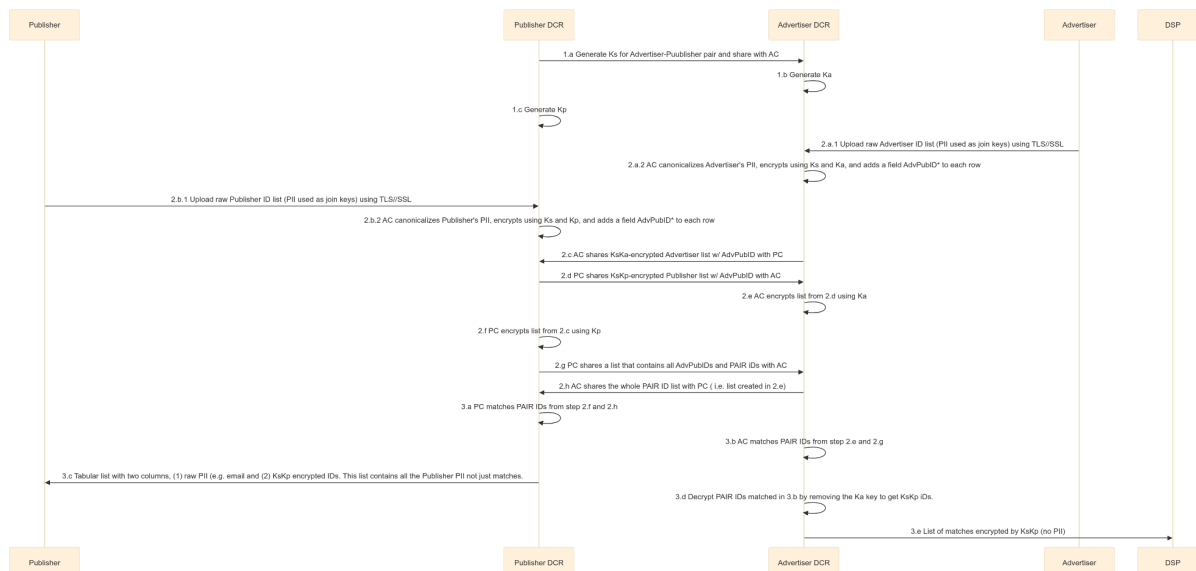 Publisher
Publisher DCR
Advertiser DCR
Advertiser
DSP
1.a Generate Ks for Advertiser-Puublisher pair and share with AC
1.b Generate Ka
1.c Generate Kp
2.a.1 Upload raw Advertiser ID list (PII used as join keys) using TLS//SSL
2.a.2 AC canonicalizes Advertiser's PII, encrypts using Ks and Ka, and adds a field AdvPubID* to each row
2.b.1 Upload raw Publisher ID list (PII used as join keys) using TLS//SSL
2.b.2 AC canonicalizes Publisher's PII, encrypts using Ks and Kp, and adds a field AdvPubID* to each row
2.c AC shares KsKa-encrypted Advertiser list w/ AdvPubID with PC
2.d PC shares KsKp-encrypted Publisher list w/ AdvPubID with AC
2.e AC encrypts list from 2.d using Ka
2.f PC encrypts list from 2.c using Kp
2.g PC shares a list that contains all AdvPubIDs and PAIR iDs with AC
2.h AC shares the whole PAIR ID list with PC ( i.e. list created in 2.e)
3.a PC matches PAIR IDs from step 2.f and 2.h
3.b AC matches PAIR IDs from step 2.e and 2.g
3.c Tabular list with two columns, (1) raw PII (e.g. email and (2) KsKp encrypted IDs. This list contains all the Publisher PII not just matches.
3.d Decrypt PAIR IDs matched in 3.b by removing the Ka key to get KsKp iDs.
3.e List of matches encrypted by KsKp (no PII)
Publisher
Publisher DCR
Advertiser DCR
Advertiser
DSP